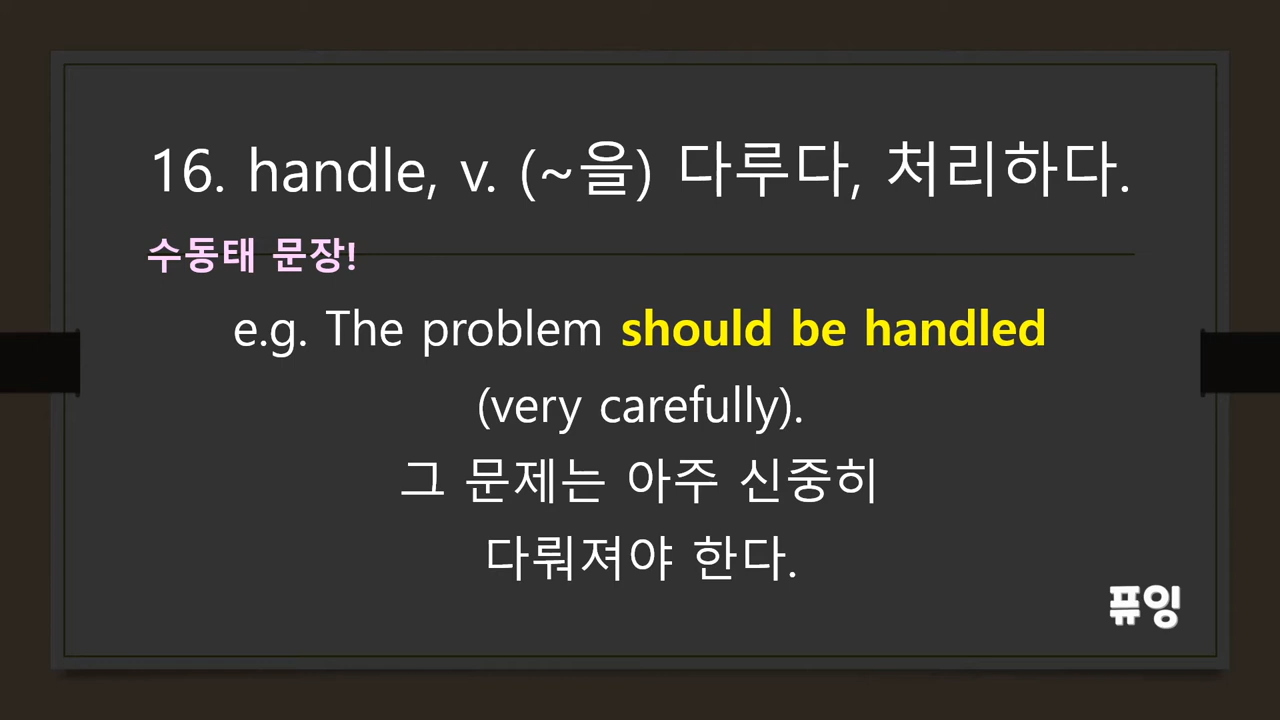 16. handle, v. (~을) 다루다, 처리하다.
수동태 문장!
e.g. The problem should be handled
(very carefully).
그 문제는 아주 신중히
다뤄져야 한다.
퓨잉